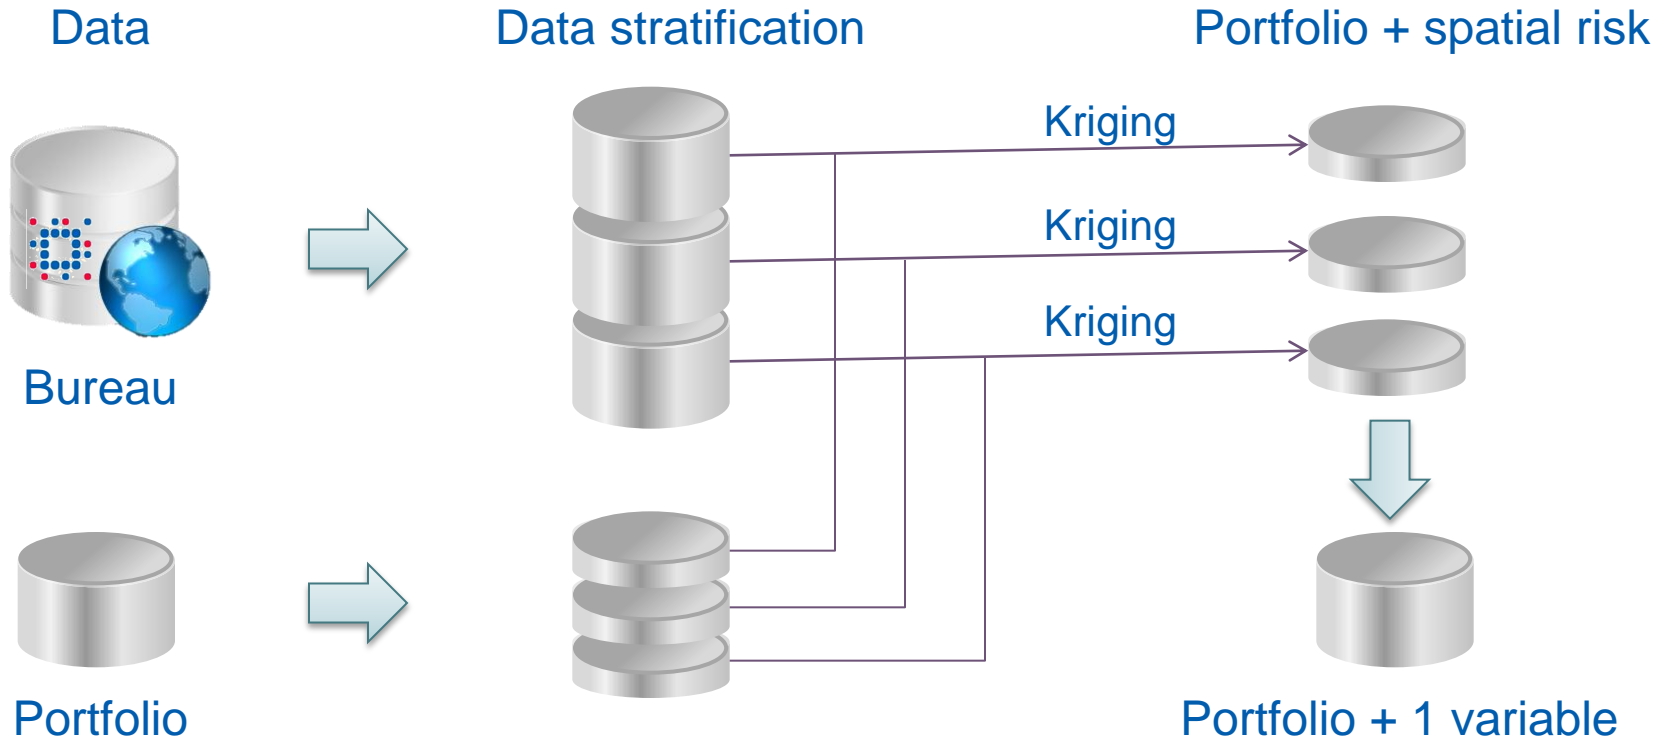 Data
Data stratification
Portfolio + spatial risk
Kriging
Kriging
Kriging
Bureau
Portfolio
Portfolio + 1 variable